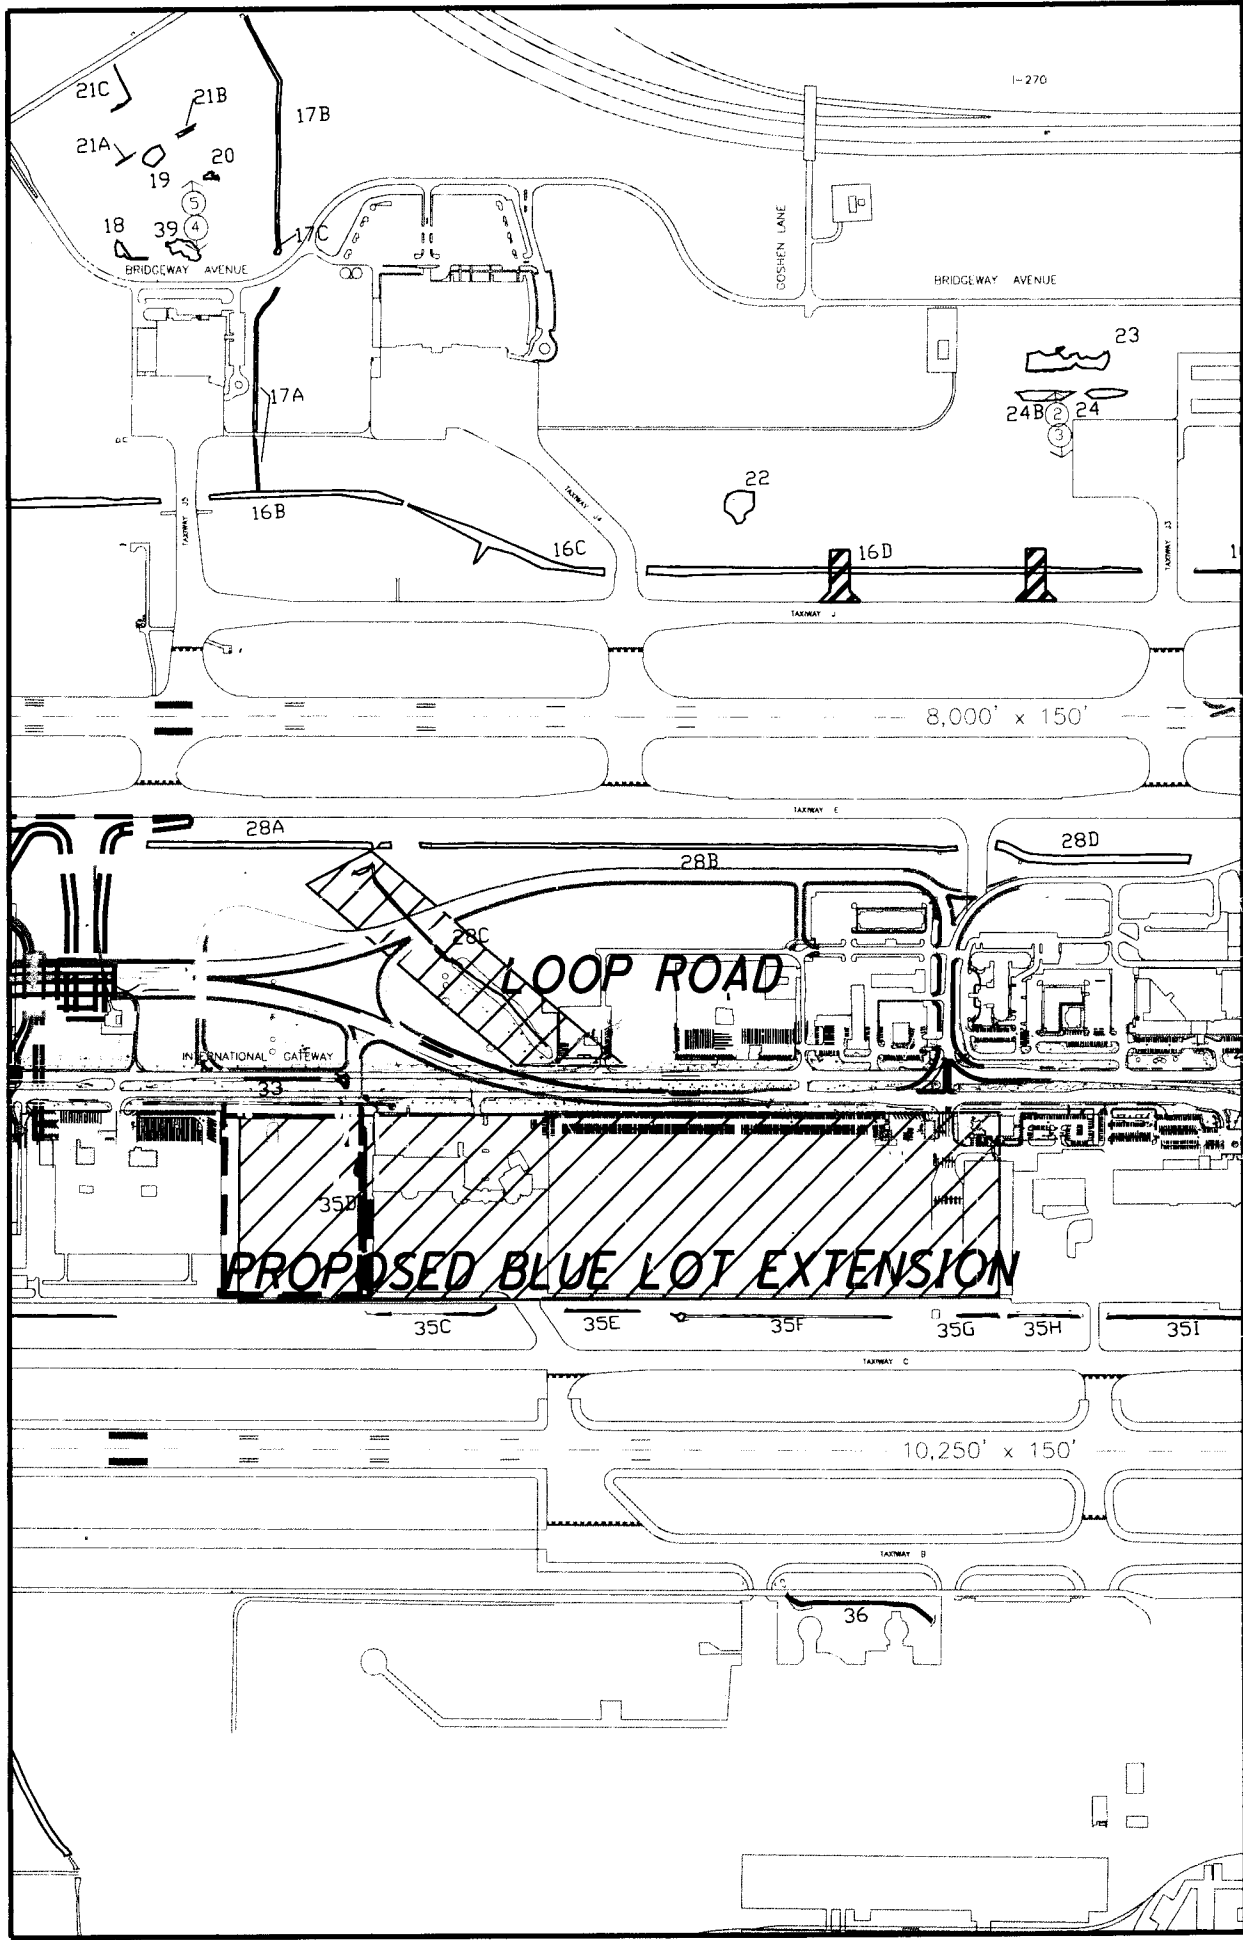 I-270
21C
21B
17B
21A
20
19
5
18
39
4
17C
BRIDGEWAY AVENUE
GOSHEN LANE
BRIDGEWAY AVENUE
23
17A
24B
2
24
3
22
TAXIWAY J5
TAXIWAY J4
16B
TAXIWAY J3
16C
16D
TAXIWAY J
8,000' x 150'
TAXIWAY E
28A
28B
28D
28C
LOOP ROAD
INTERNATIONAL GATEWAY
33
35D
PROPOSED BLUE LOT EXTENSION
35C
35E
35F
35G
35H
35I
TAXIWAY C
10,250' x 150'
TAXIWAY B
36